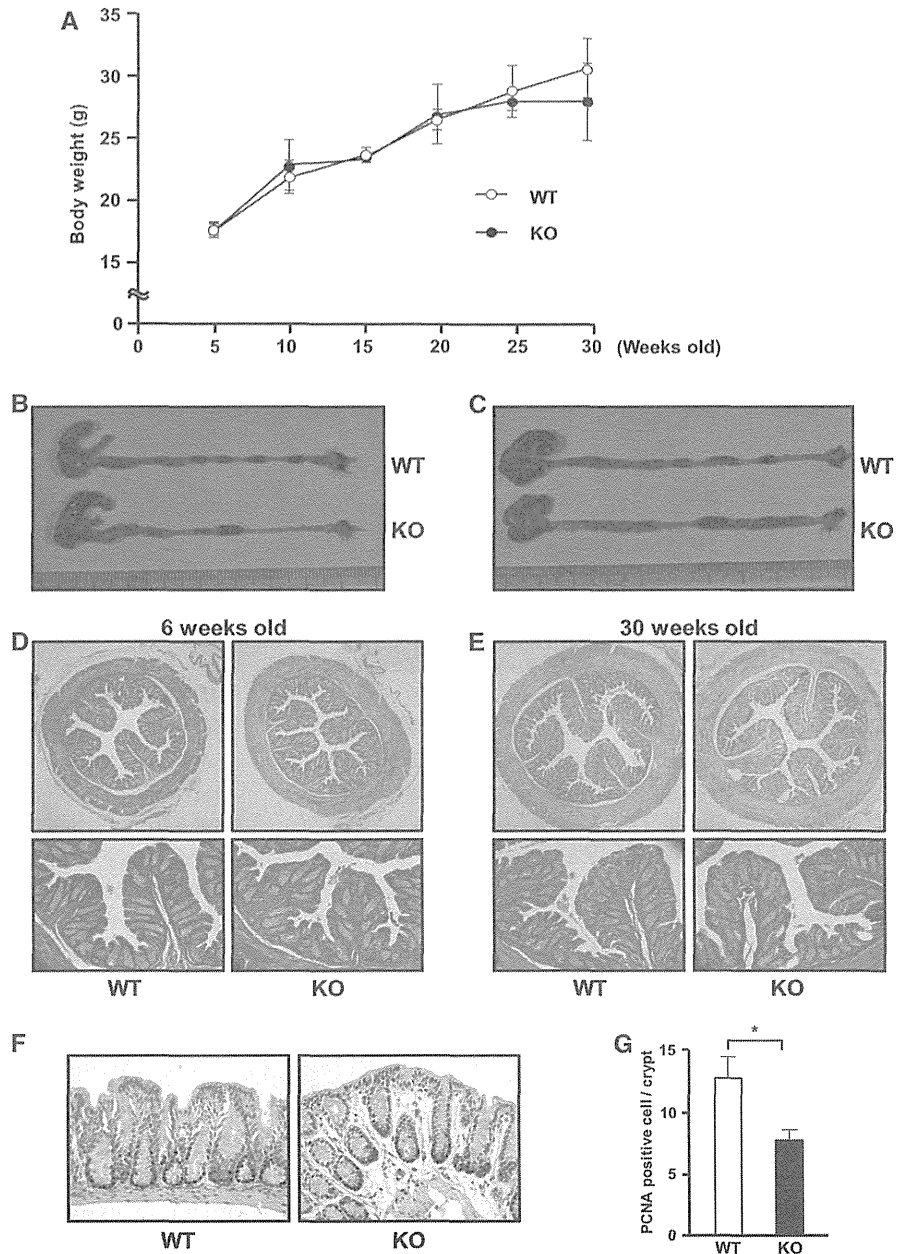 A
35
30
25
20
15
0
Body weight (g)
WT
KO
0 5 10 15 20 25 30 (Weeks old)
B
WT
KO
C
WT
KO
6 weeks old
30 weeks old
D
E
WT KO
WT KO
F
WT KO
G
*
15
10
5
0
PCNA positive cell / crypt
WT KO